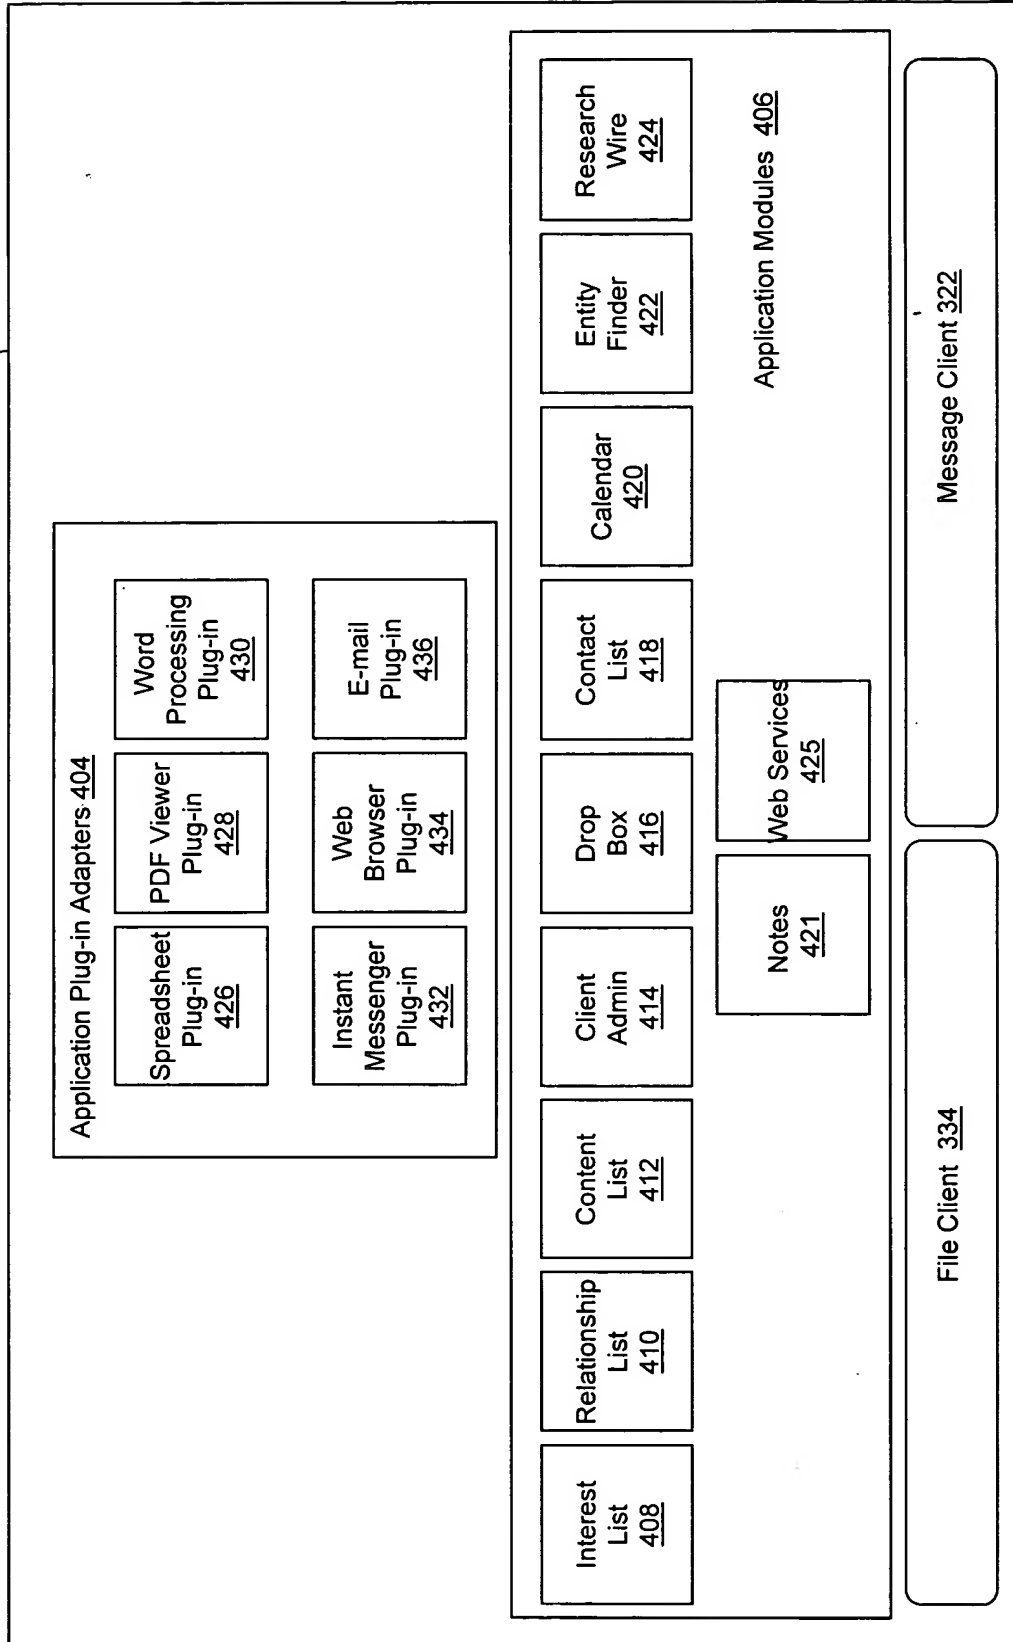 Application Plug-in Adapters 404
Spreadsheet
Plug-in
426
PDF Viewer
Plug-in
428
Word
Processing
Plug-in
430
Instant
Messenger
Plug-in
432
Web
Browser
Plug-in
434
E-mail
Plug-in
436
Interest
List
408
Relationship
List
410
Content
List
412
Client
Admin
414
Drop
Box
416
Contact
List
418
Calendar
420
Entity
Finder
422
Research
Wire
424
Notes
421
Web Services
425
Application Modules 406
File Client 334
Message Client 322